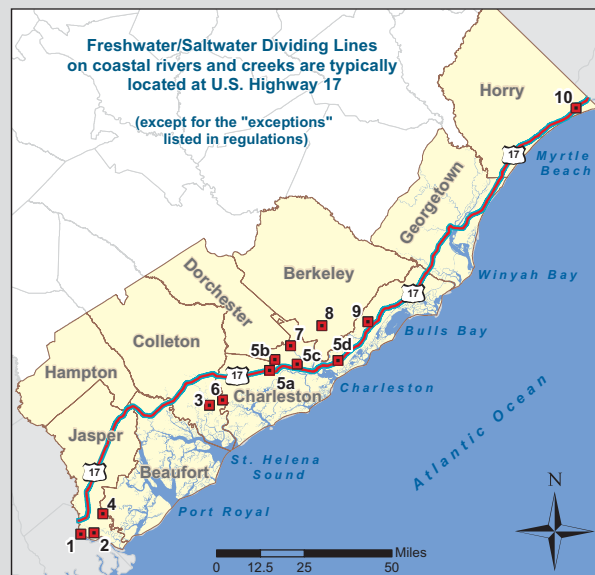 Freshwater/Saltwater Dividing Lines
on coastal rivers and creeks are typically
located at U.S. Highway 17
(except for the "exceptions"
listed in regulations)
Horry
10
17
Myrtle
Beach
Georgetown
Winyah Bay
Berkeley
Dorchester
17
8
9
Bulls Bay
7
Colleton
5b
5c
5d
Hampton
17
5a
Charleston
3
6
Charleston
Jasper
Atlantic Ocean
Beaufort
St. Helena
Sound
17
4
Port Royal
1
2
N
Miles
0 12.5 25 50